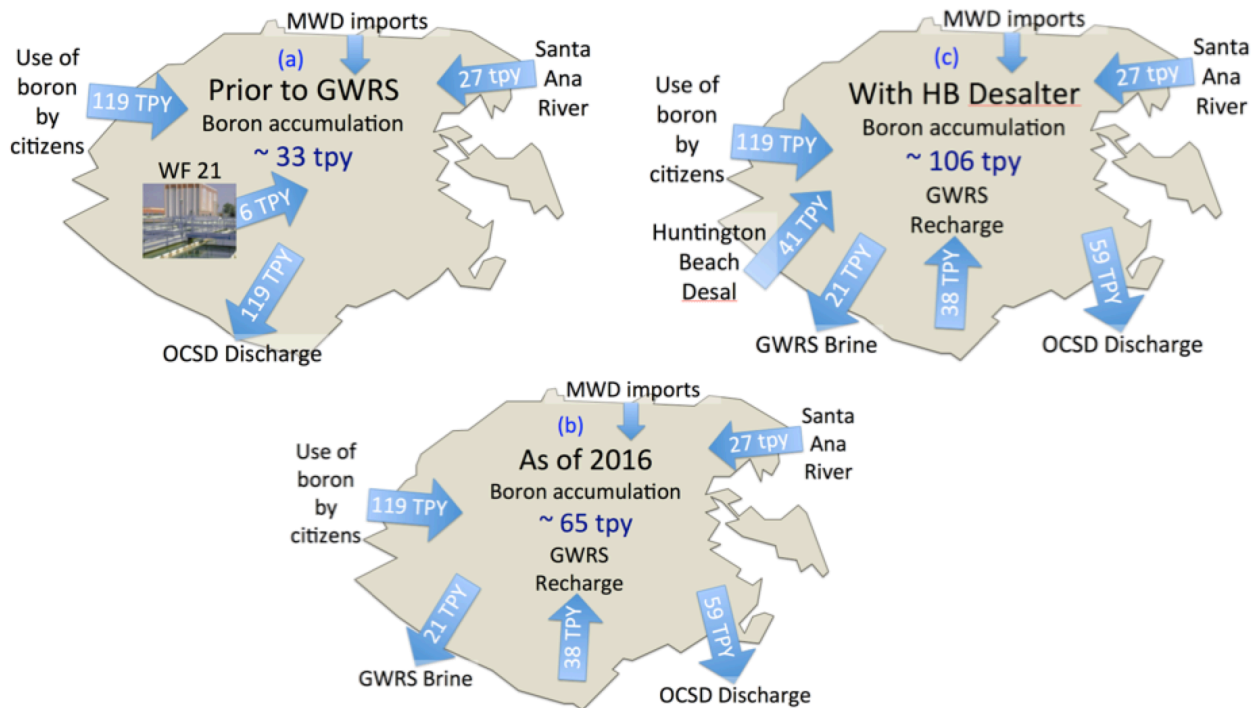 MWD imports
(a)
Prior to GWRS
Boron accumulation
~ 33 tpy
Use of
boron
by
citizens
119 TPY
27 tpy
Santa
Ana
River
WF 21
6 TPY
119 TPY
OCSD Discharge
MWD imports
(c)
With HB Desalter
Boron accumulation
~ 106 tpy
GWRS
Recharge
Use of
boron
by
citizens
119 TPY
27 tpy
Santa
Ana
River
Huntington
Beach
Desal
41 TPY
21 TPY
38 TPY
59 TPY
GWRS Brine
OCSD Discharge
MWD imports
(b)
As of 2016
Boron accumulation
~ 65 tpy
GWRS
Recharge
Use of
boron
by
citizens
119 TPY
27 tpy
Santa
Ana
River
21 TPY
38 TPY
59 TPY
GWRS Brine
OCSD Discharge